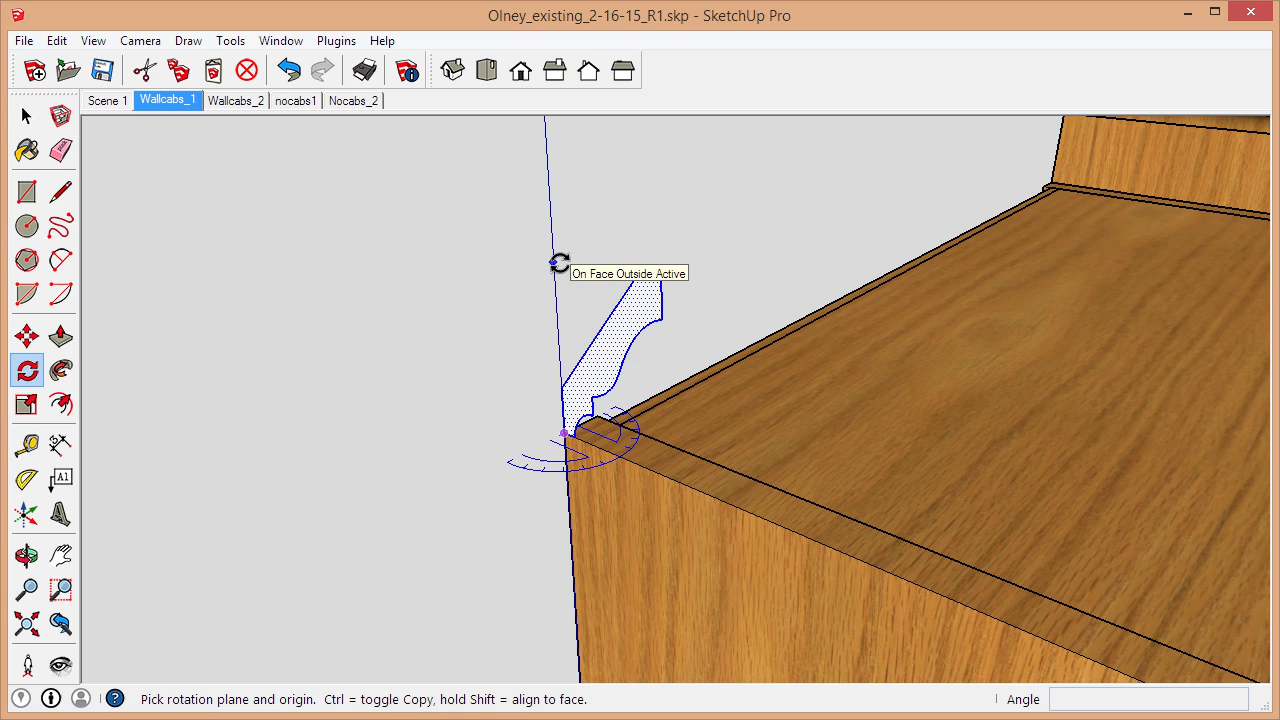 Olney_existing_2-16-15_R1.skp - SketchUp Pro
File Edit View Camera Draw Tools Window Plugins Help
Scene 1 Wallcabs_1 Wallcabs_2 nocabs1 Nocabs_2
On Face Outside Active
A1
Pick rotation plane and origin. Ctrl = toggle Copy, hold Shift = align to face. Angle